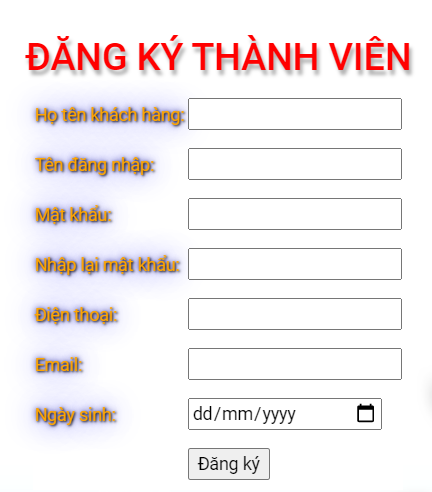 ĐĂNG KÝ THÀNH VIÊN
Họ tên khách hàng:
Tên đăng nhập:
Mật khẩu:
Nhập lại mật khẩu:
Điện thoại:
Email:
Ngày sinh: dd/mm/yyyy
Đăng ký